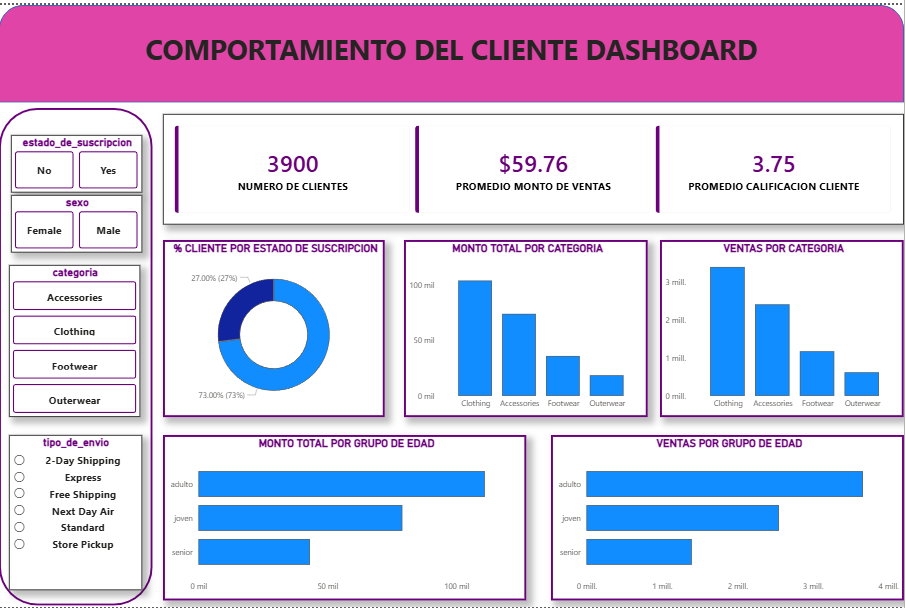 COMPORTAMIENTO DEL CLIENTE DASHBOARD
estado_de_suscripcion
No
Yes
sexo
Female
Male
categoria
Accessories
Clothing
Footwear
Outerwear
tipo_de_envio
2-Day Shipping
Express
Free Shipping
Next Day Air
Standard
Store Pickup
3900
NUMERO DE CLIENTES
$59.76
PROMEDIO MONTO DE VENTAS
3.75
PROMEDIO CALIFICACION CLIENTE
% CLIENTE POR ESTADO DE SUSCRIPCION
27.00% (27%)
73.00% (73%)
MONTO TOTAL POR CATEGORIA
100 mil
50 mil
0 mil
Clothing Accessories Footwear Outerwear
VENTAS POR CATEGORIA
3 mill.
2 mill.
1 mill.
0 mill.
Clothing Accessories Footwear Outerwear
MONTO TOTAL POR GRUPO DE EDAD
adulto
joven
senior
0 mil 50 mil 100 mil
VENTAS POR GRUPO DE EDAD
adulto
joven
senior
0 mill. 1 mill. 2 mill. 3 mill. 4 mill.